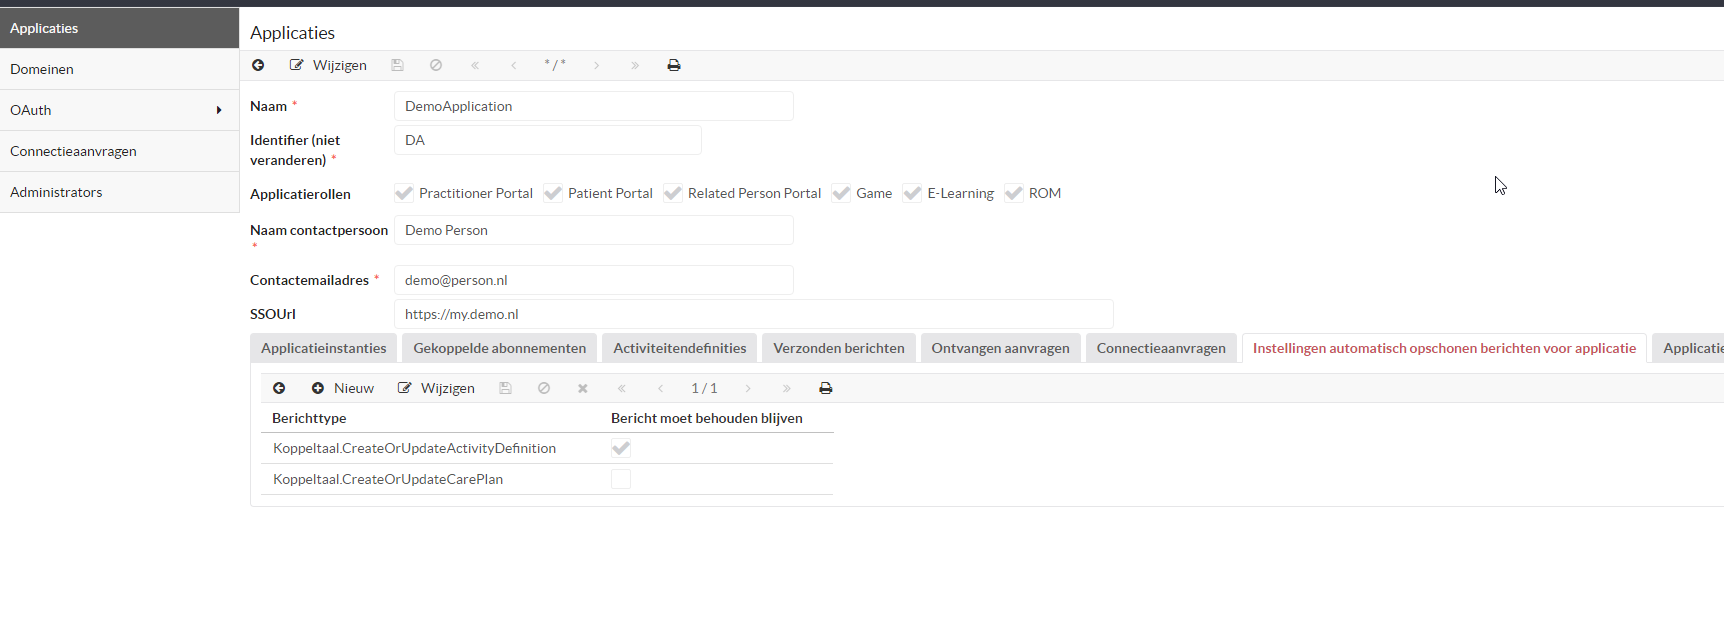 Applicaties
Domeinen
OAuth
Connectieaanvragen
Administrators
Applicaties
Wijzigen */*
Naam * DemoApplication
Identifier (niet veranderen) * DA
Applicatierollen Practitioner Portal Patient Portal Related Person Portal Game E-Learning ROM
Naam contactpersoon * Demo Person
Contactemailadres * demo@person.nl
SSOUrl https://my.demo.nl
Applicatieinstanties Gekoppelde abonnementen Activiteitendefinities Verzonden berichten Ontvangen aanvragen Connectieaanvragen Instellingen automatisch opschonen berichten voor applicatie Applicatie
Nieuw Wijzigen 1 / 1
Berichttype Bericht moet behouden blijven
Koppeltaal.CreateOrUpdateActivityDefinition
Koppeltaal.CreateOrUpdateCarePlan